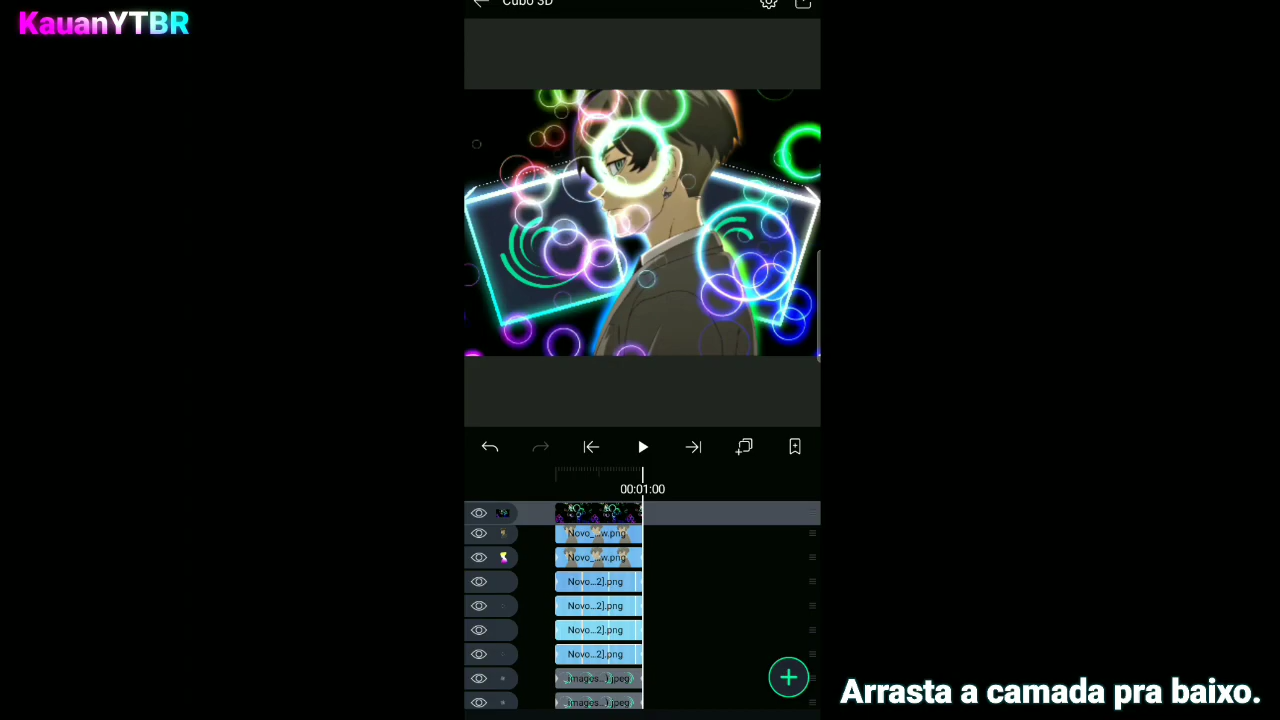 KauanYTBR
Cubo 3D
00:01:00
Novo_...w.png
Novo_...w.png
Novo...2].png
Novo...2].png
Novo...2].png
Novo...2].png
images...).jpeg
images...).jpeg
Arrasta a camada pra baixo.